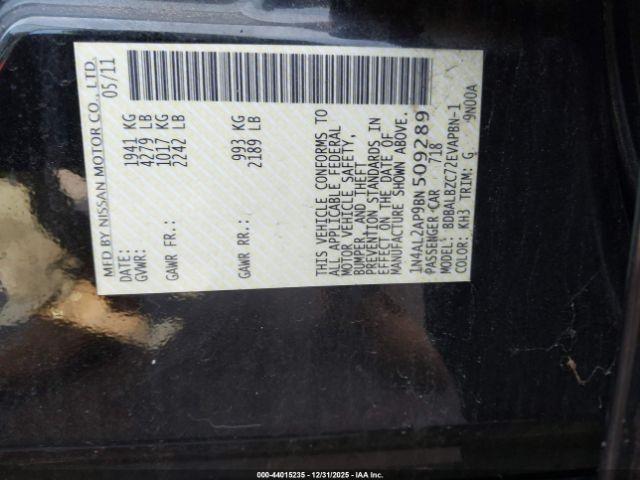 MFD BY NISSAN MOTOR CO., LTD.
DATE: 05/11
GVWR: 1941 KG
4279 LB
GAWR FR: 1017 KG
2242 LB
GAWR RR: 993 KG
2189 LB
THIS VEHICLE CONFORMS TO
ALL APPLICABLE FEDERAL
MOTOR VEHICLE SAFETY,
BUMPER, AND THEFT
PREVENTION STANDARDS IN
EFFECT ON THE DATE OF
MANUFACTURE SHOWN ABOVE.
1N4AL2AP9BN509289
PASSENGER CAR 718
MODEL: BDBALBZC7ZEVAPBN-1
COLOR: KH3 TRIM: G 9N00A
000-44015235 - 12/31/2025 - IAA Inc.